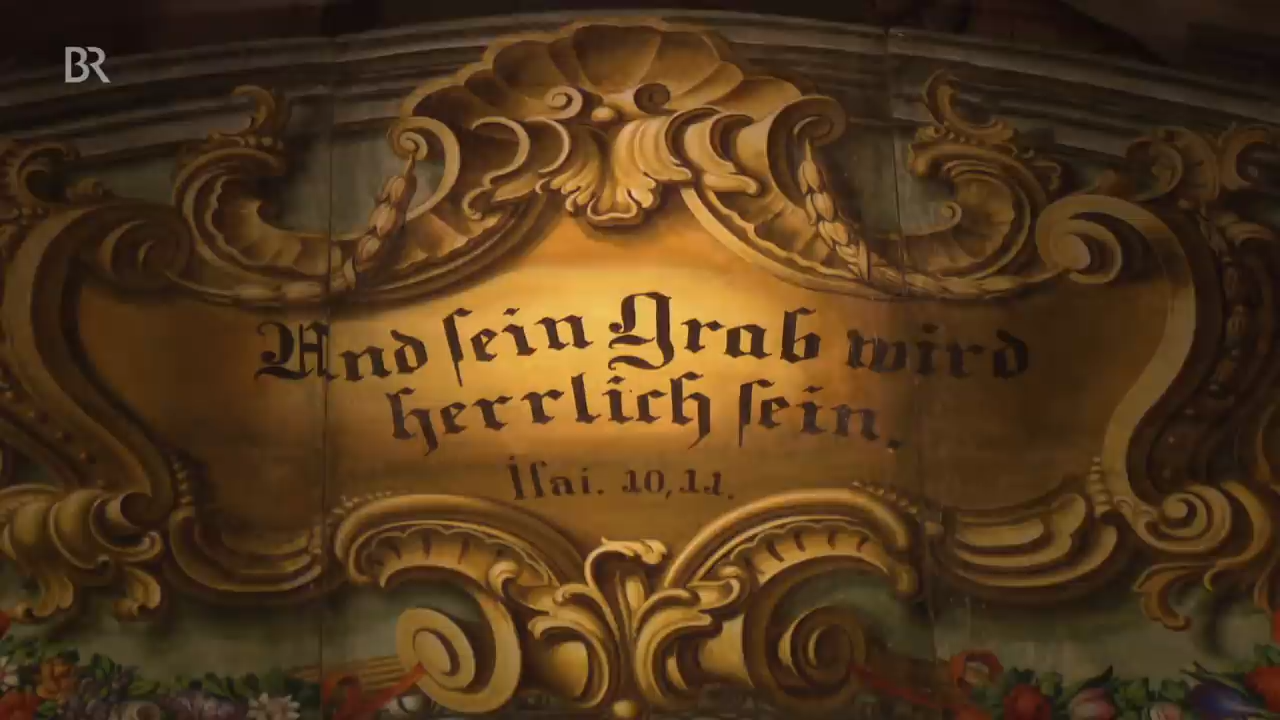 BR
Und sein Grab wird
herrlich sein.
Isai. 10,11.